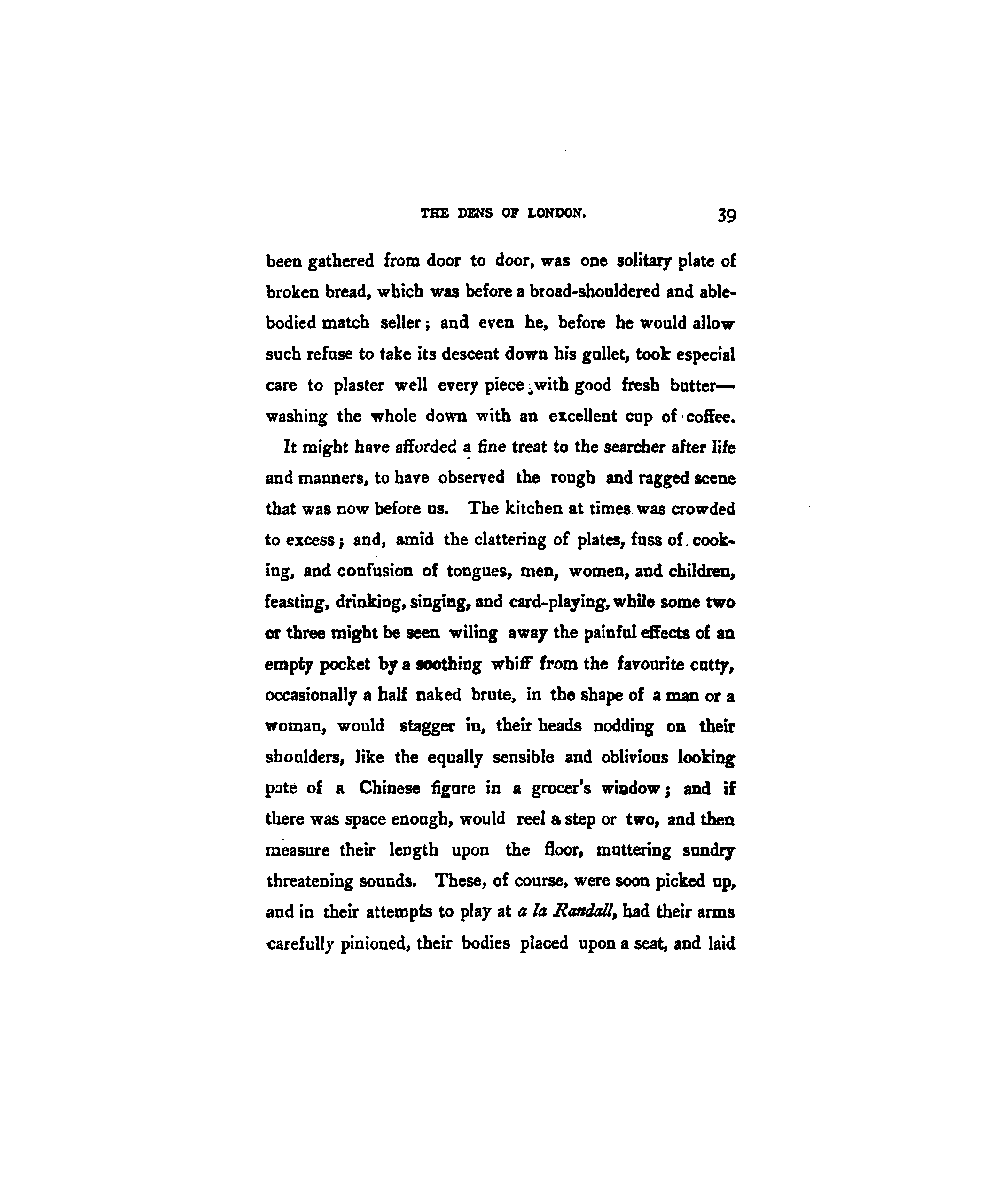 THE DENS OF LONDON. 39
been gathered from door to door, was one solitary plate of
broken bread, which was before a broad-shouldered and able-
bodied match seller; and even he, before he would allow
such refuse to take its descent down his gullet, took especial
care to plaster well every piece with good fresh butter—
washing the whole down with an excellent cup of coffee.
It might have afforded a fine treat to the searcher after life
and manners, to have observed the rough and ragged scene
that was now before us. The kitchen at times was crowded
to excess; and, amid the clattering of plates, fuss of cook-
ing, and confusion of tongues, men, women, and children,
feasting, drinking, singing, and card-playing, while some two
or three might be seen wiling away the painful effects of an
empty pocket by a soothing whiff from the favourite cutty,
occasionally a half naked brute, in the shape of a man or a
woman, would stagger in, their heads nodding on their
shoulders, like the equally sensible and oblivious looking
pate of a Chinese figure in a grocer's window; and if
there was space enough, would reel a step or two, and then
measure their length upon the floor, muttering sundry
threatening sounds. These, of course, were soon picked up,
and in their attempts to play at a la Randall, had their arms
carefully pinioned, their bodies placed upon a seat, and laid